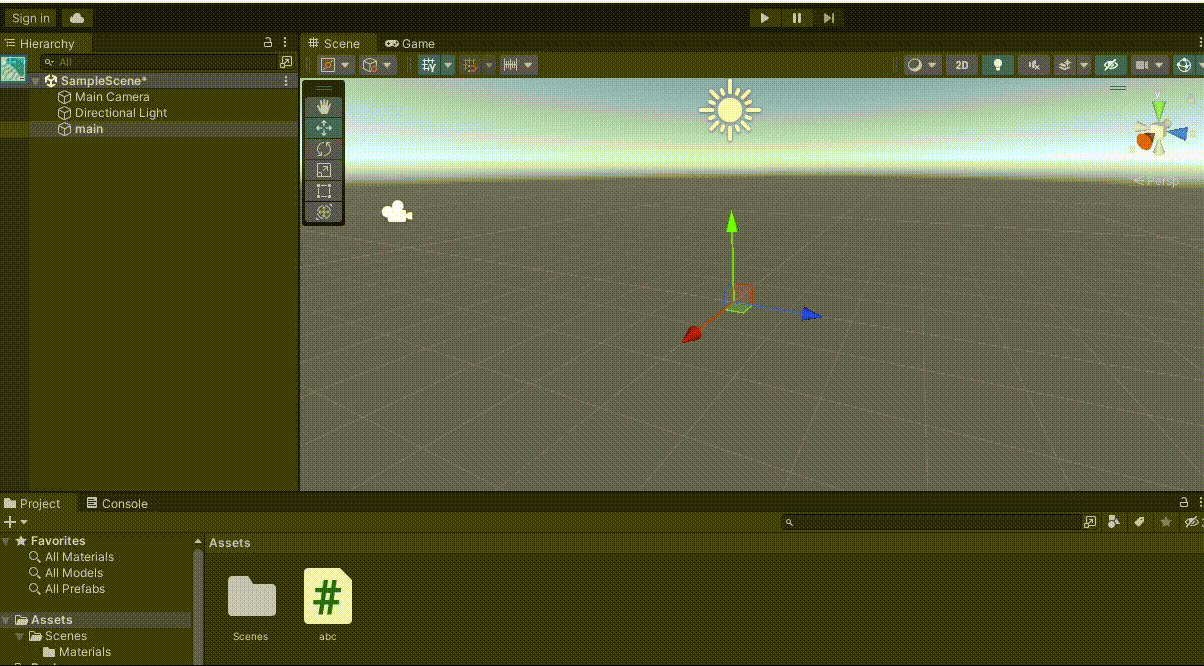 Sign in
Hierarchy
All
SampleScene*
Main Camera
Directional Light
main
Scene
Game
2D
y
Persp
Project
Console
Favorites
All Materials
All Models
All Prefabs
Assets
Scenes
Materials
Assets
Scenes
#
abc